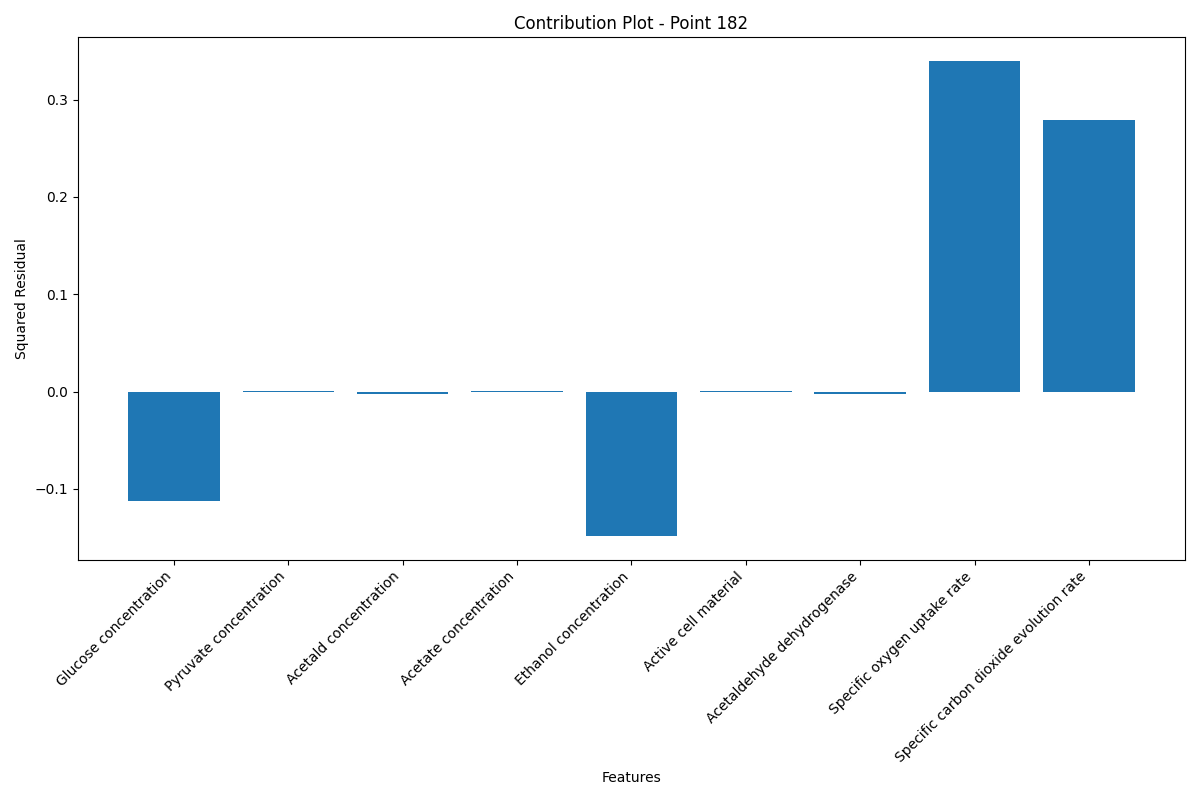 Contribution Plot - Point 182
Squared Residual
0.3
0.2
0.1
0.0
−0.1
Glucose concentration
Pyruvate concentration
Acetald concentration
Acetate concentration
Ethanol concentration
Active cell material
Acetaldehyde dehydrogenase
Specific oxygen uptake rate
Specific carbon dioxide evolution rate
Features